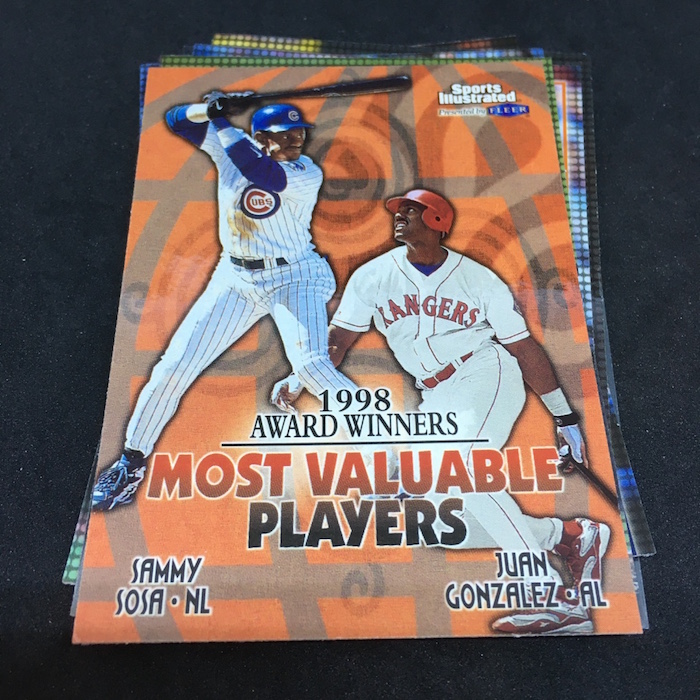 Sports
Illustrated
Presented by FLEER
CUBS
RANGERS
1998
AWARD WINNERS
MOST VALUABLE
PLAYERS
SAMMY
SOSA • NL
JUAN
GONZALEZ • AL